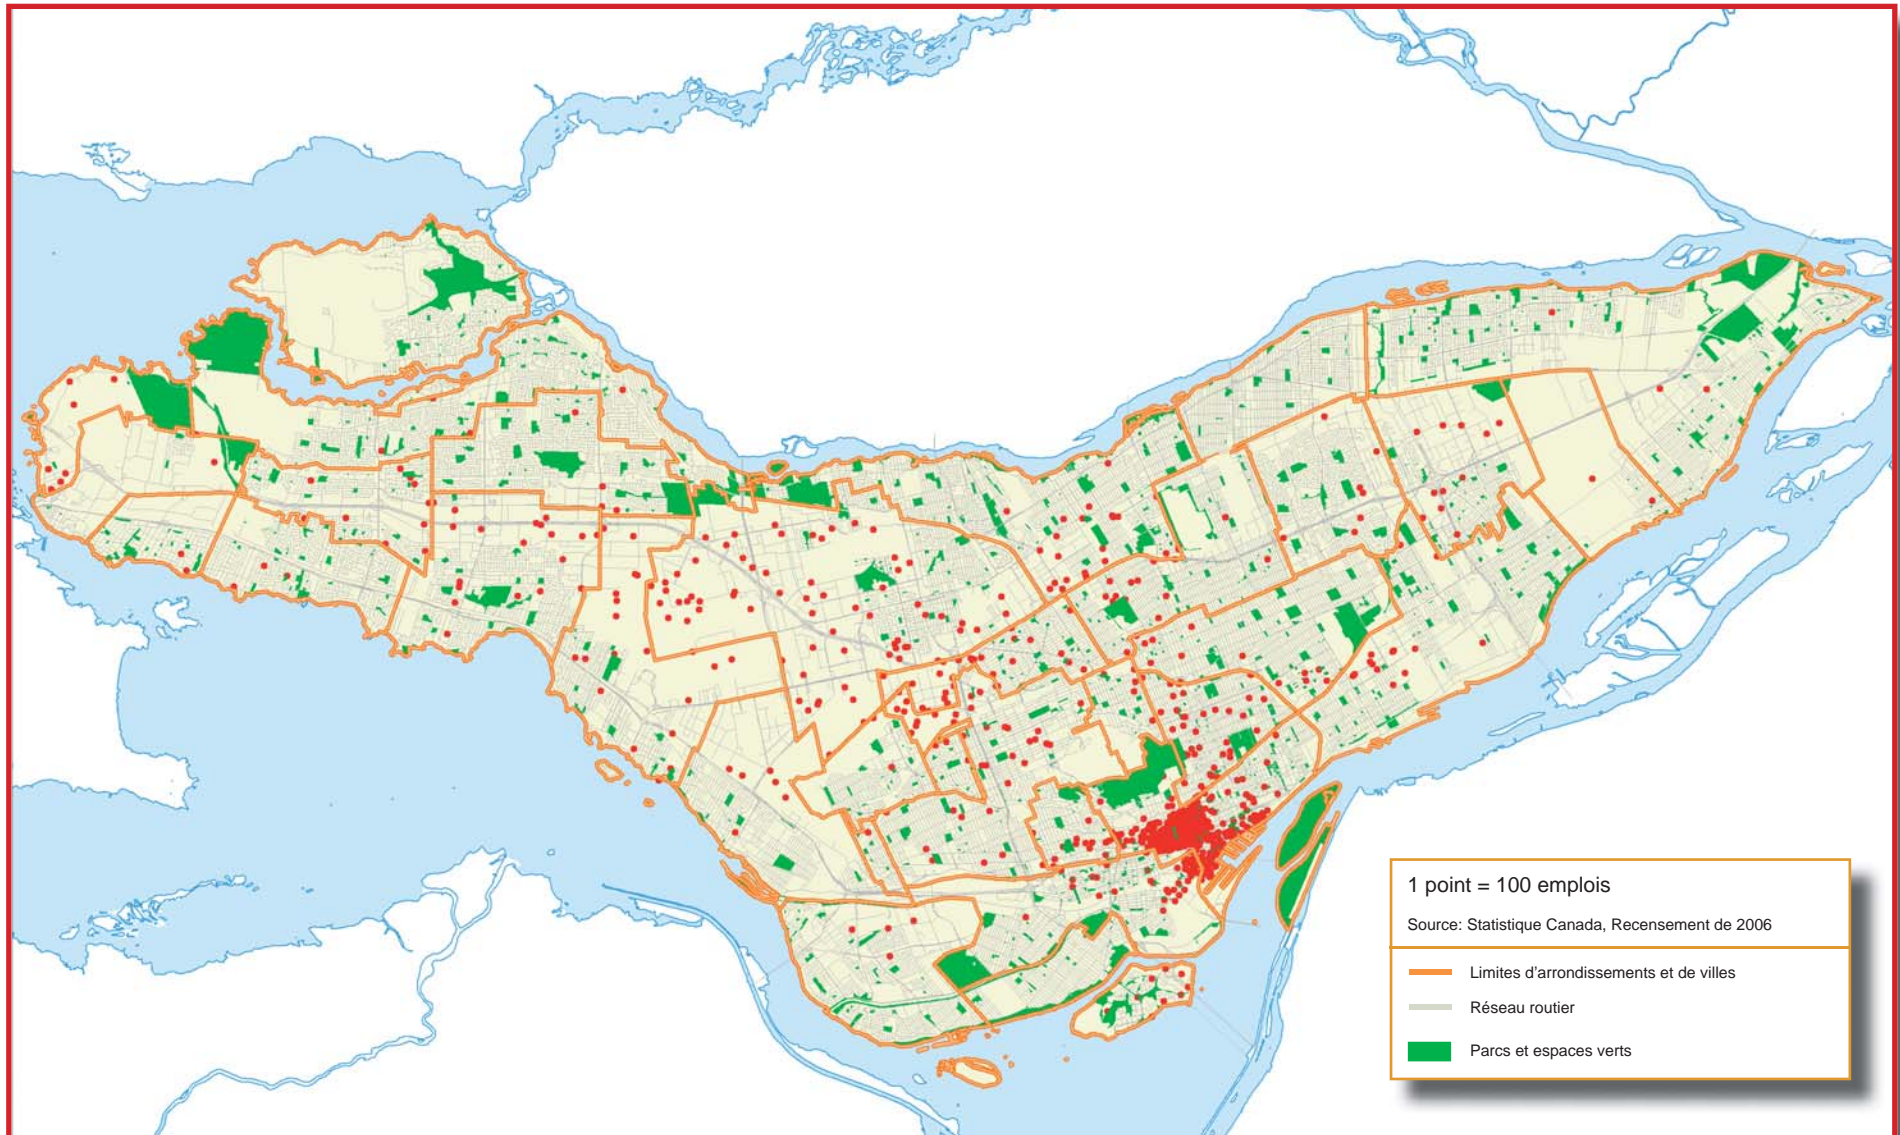 1 point = 100 emplois
Source: Statistique Canada, Recensement de 2006
Limites d'arrondissements et de villes
Réseau routier
Parcs et espaces verts